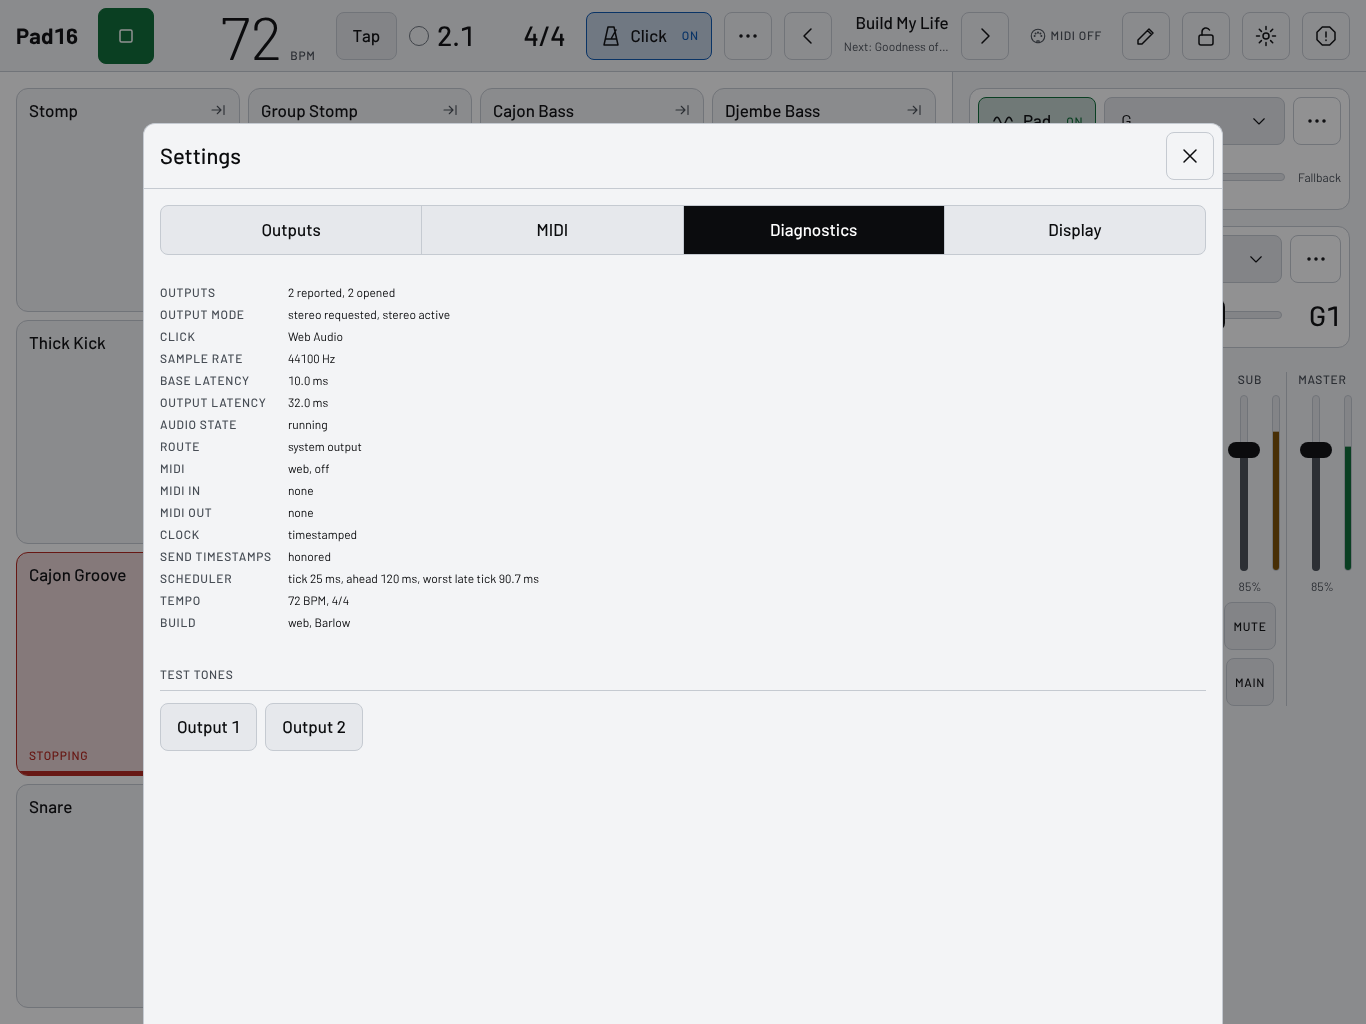 Pad16
72 BPM
Tap
2.1
4/4
Click ON
Build My Life
Next: Goodness of...
MIDI OFF
Stomp
Group Stomp
Cajon Bass
Djembe Bass
Pad ON
G
Settings
Fallback
Outputs
MIDI
Diagnostics
Display
OUTPUTS 2 reported, 2 opened
OUTPUT MODE stereo requested, stereo active
CLICK Web Audio
SAMPLE RATE 44100 Hz
BASE LATENCY 10.0 ms
OUTPUT LATENCY 32.0 ms
AUDIO STATE running
ROUTE system output
MIDI web, off
MIDI IN none
MIDI OUT none
CLOCK timestamped
SEND TIMESTAMPS honored
SCHEDULER tick 25 ms, ahead 120 ms, worst late tick 90.7 ms
TEMPO 72 BPM, 4/4
BUILD web, Barlow
TEST TONES
Output 1
Output 2
Thick Kick
Cajon Groove
STOPPING
Snare
G1
SUB
MASTER
85%
85%
MUTE
MAIN